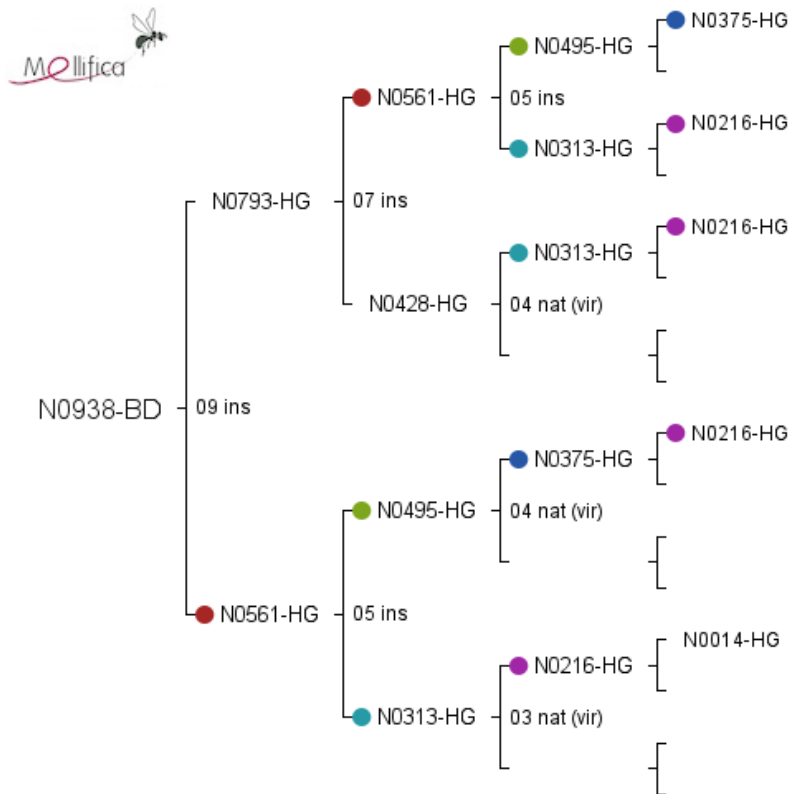 Mellifica
N0375-HG
N0495-HG
N0561-HG
05 ins
N0216-HG
N0313-HG
N0793-HG
07 ins
N0216-HG
N0313-HG
N0428-HG
04 nat (vir)
N0938-BD
09 ins
N0216-HG
N0375-HG
N0495-HG
04 nat (vir)
N0561-HG
05 ins
N0014-HG
N0216-HG
N0313-HG
03 nat (vir)